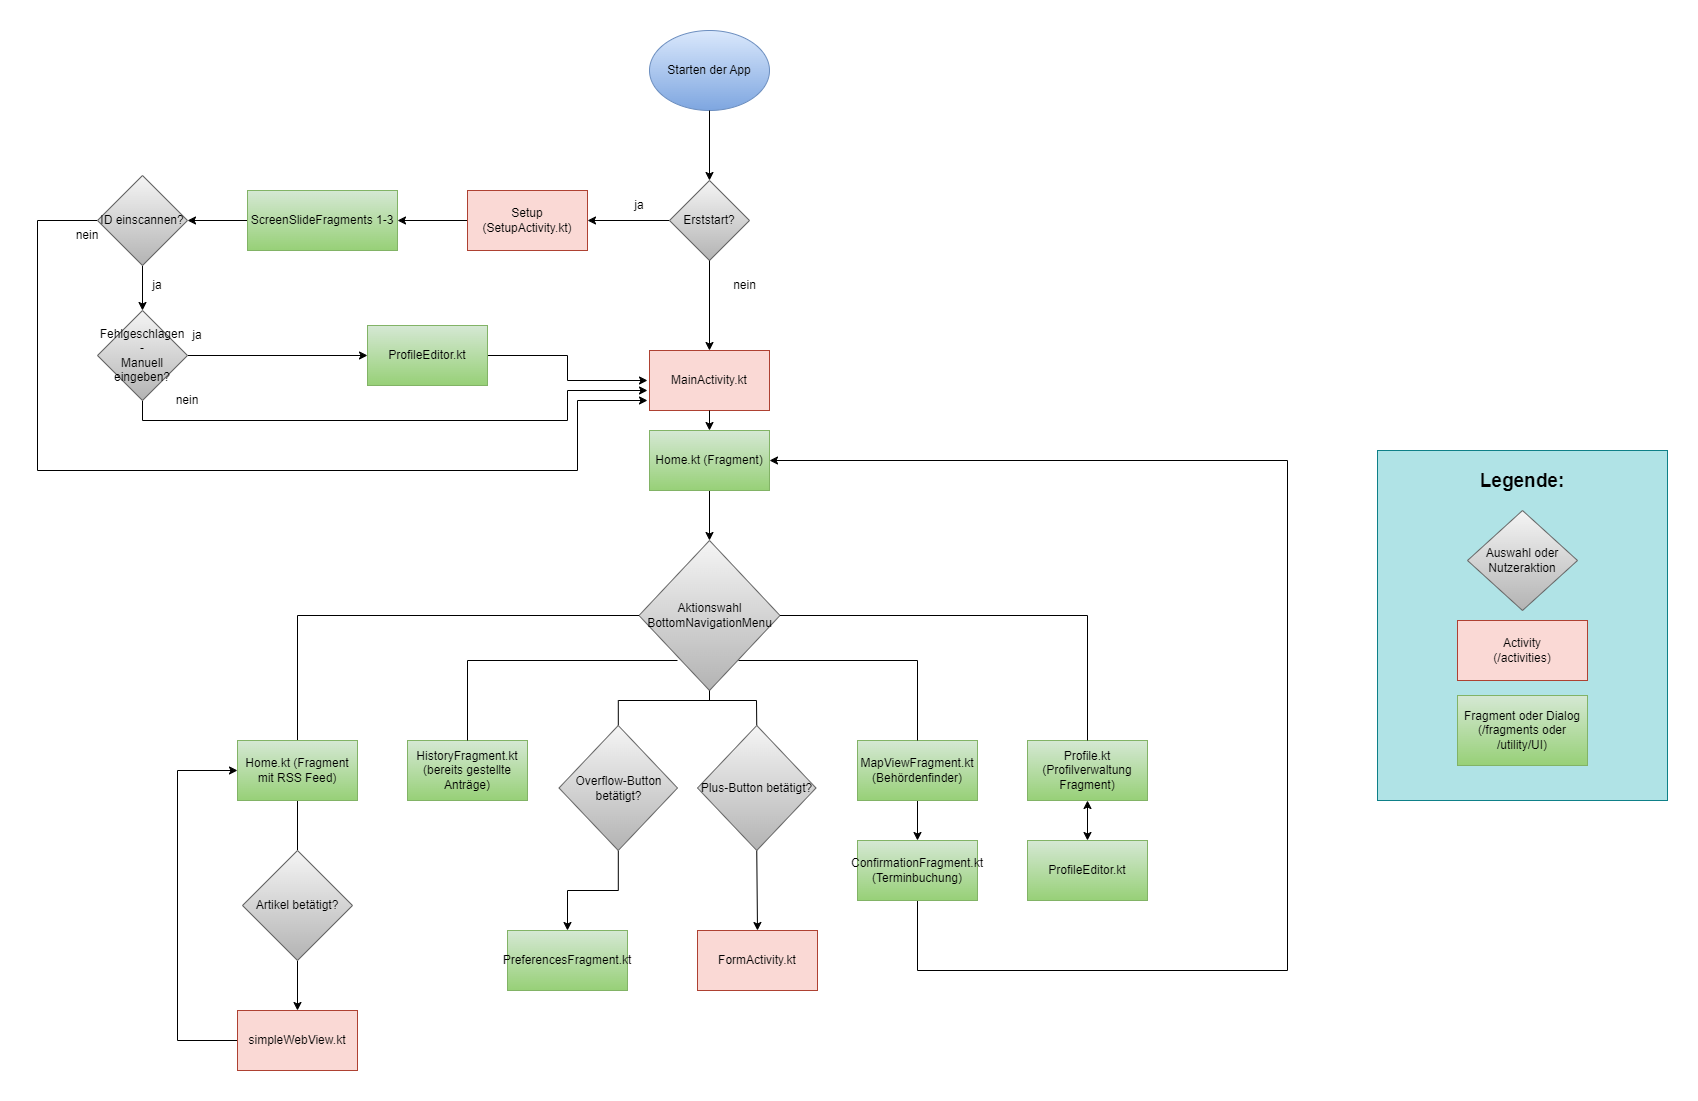 Starten der App
ID einscannen?
ScreenSlideFragments 1-3
Setup
(SetupActivity.kt)
ja
Erststart?
nein
ja
nein
Fehlgeschlagen
-
Manuell
eingeben?
ja
nein
ProfileEditor.kt
MainActivity.kt
Home.kt (Fragment)
Aktionswahl
BottomNavigationMenu
Home.kt (Fragment
mit RSS Feed)
HistoryFragment.kt
(bereits gestellte
Anträge)
Overflow-Button
betätigt?
Plus-Button betätigt?
MapViewFragment.kt
(Behördenfinder)
Profile.kt
(Profilverwaltung
Fragment)
ConfirmationFragment.kt
(Terminbuchung)
ProfileEditor.kt
Artikel betätigt?
PreferencesFragment.kt
FormActivity.kt
simpleWebView.kt
Legende:
Auswahl oder
Nutzeraktion
Activity
(/activities)
Fragment oder Dialog
(/fragments oder
/utility/UI)